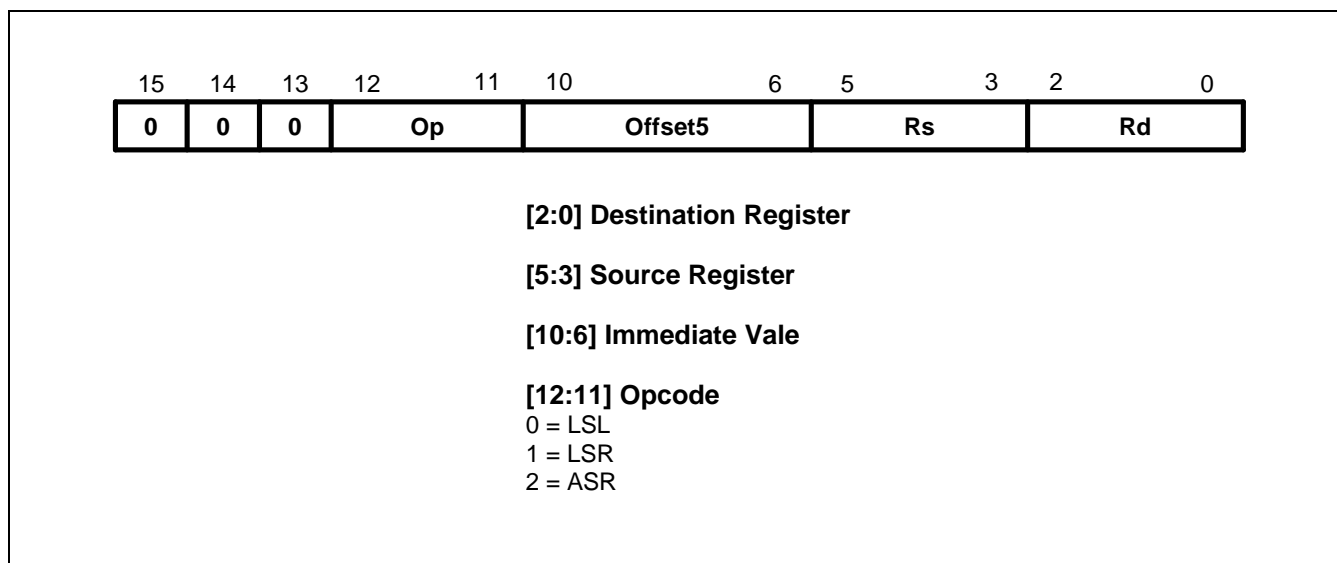 15 14 13 12 11 10 6 5 3 2 0
0 0 0 Op Offset5 Rs Rd
[2:0] Destination Register
[5:3] Source Register
[10:6] Immediate Vale
[12:11] Opcode
0 = LSL
1 = LSR
2 = ASR